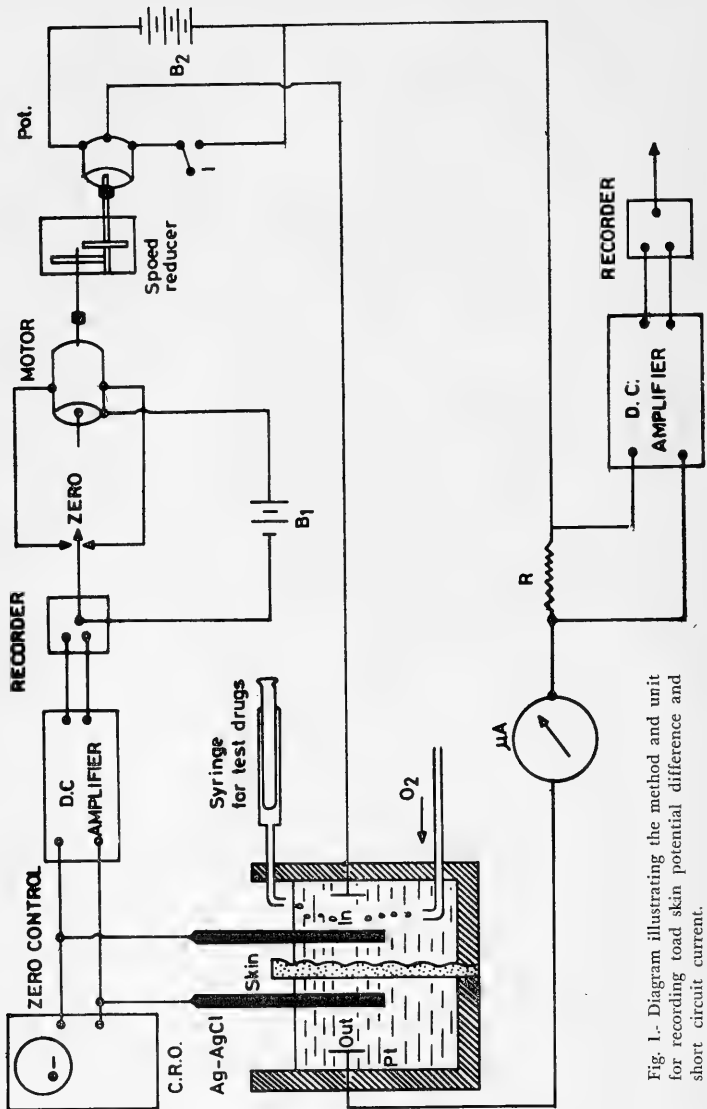 ZERO CONTROL
C.R.O.
D.C
AMPLIFIER
RECORDER
ZERO
MOTOR
Spoed
reducer
Pot.
B2
I
B1
Ag-AgCl
Skin
Syringe
for test drugs
O2
Out
In
Pt
μA
R
D. C.
AMPLIFIER
RECORDER
Fig. 1.- Diagram illustrating the method and unit
for recording toad skin potential difference and
short circuit current.